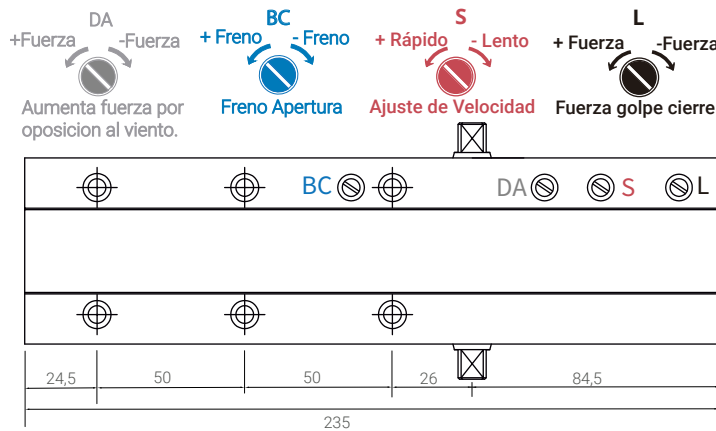 DA
+Fuerza -Fuerza
Aumenta fuerza por
oposicion al viento.
BC
+ Freno - Freno
Freno Apertura
S
+ Rápido - Lento
Ajuste de Velocidad
L
+ Fuerza -Fuerza
Fuerza golpe cierre
BC DA S L
24,5 50 50 26 84,5
235